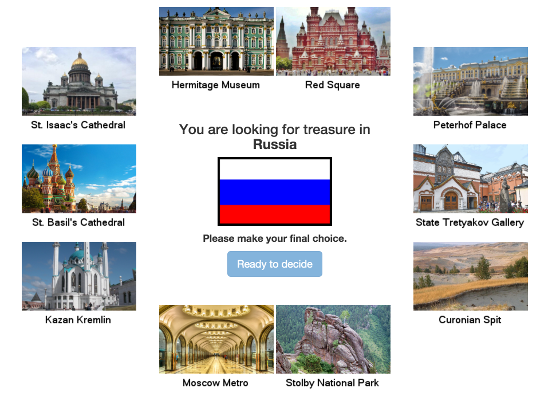 Hermitage Museum
Red Square
St. Isaac's Cathedral
Peterhof Palace
You are looking for treasure in
Russia
St. Basil's Cathedral
State Tretyakov Gallery
Please make your final choice.
Ready to decide
Kazan Kremlin
Curonian Spit
Moscow Metro
Stolby National Park